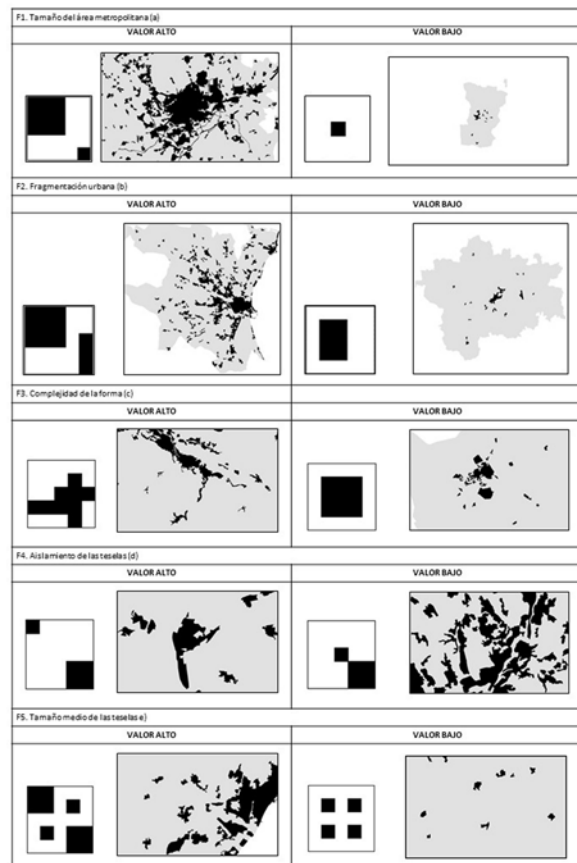 F1. Tamaño del área metropolitana (a)
VALOR ALTO VALOR BAJO
F2. Fragmentación urbana (b)
VALOR ALTO VALOR BAJO
F3. Complejidad de la forma (c)
VALOR ALTO VALOR BAJO
F4. Aislamiento de las teselas (d)
VALOR ALTO VALOR BAJO
F5. Tamaño medio de las teselas e)
VALOR ALTO VALOR BAJO